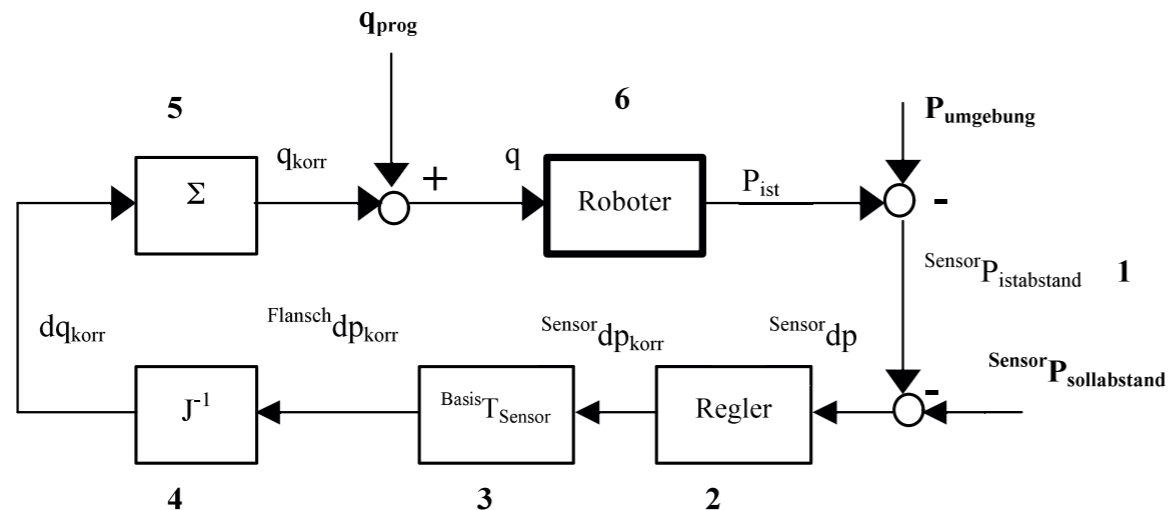 q_prog
5
6
P_umgebung
Σ
q_korr
+
q
Roboter
P_ist
-
Sensor P_istabstand 1
dq_korr
Flansch dp_korr
Sensor dp_korr
Sensor dp
Sensor P_sollabstand
-
J^-1
Basis T_Sensor
Regler
4
3
2